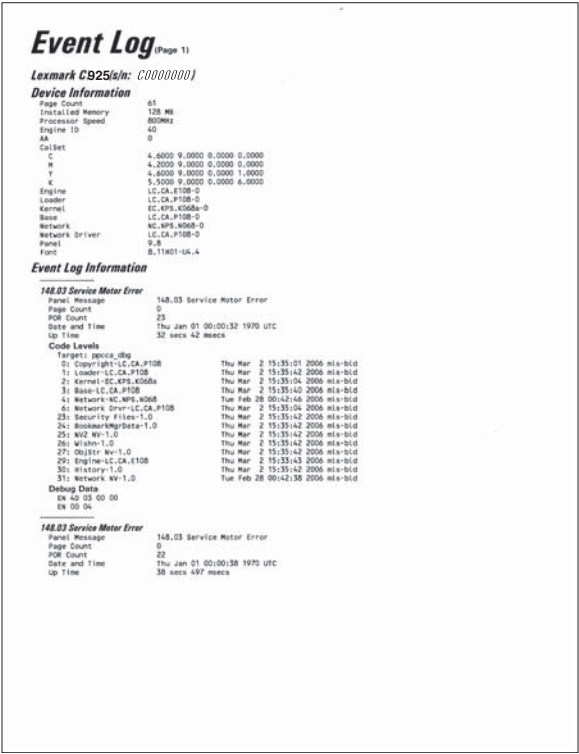 Event Log (Page 1)
Lexmark C925/s/n: C0000000)
Device Information
Page Count 61
Installed Memory 128 MB
Processor Speed 800MHz
Engine ID 40
AA 0
CalSet
C 4.6000 9.0000 0.0000 0.0000
M 4.2000 9.0000 0.0000 0.0000
Y 4.6000 9.0000 0.0000 1.0000
K 5.5000 9.0000 0.0000 6.0000
Engine LC.CA.E108-0
Loader LC.CA.P108-0
Kernel EC.KPS.K068a-0
Base LC.CA.P108-0
Network NC.NPS.N068-0
Network Driver LC.CA.P108-0
Panel 9.8
Font 8.11H01-U4.4
Event Log Information
148.03 Service Motor Error
Panel Message 148.03 Service Motor Error
Page Count 0
POR Count 23
Date and Time Thu Jan 01 00:00:32 1970 UTC
Up Time 32 secs 42 msecs
Code Levels
Target: ppcca_dbg
0: Copyright-LC.CA.P108 Thu Mar 2 15:35:01 2006 mls-bld
1: Loader-LC.CA.P108 Thu Mar 2 15:35:42 2006 mls-bld
2: Kernel-EC.KPS.K068a Thu Mar 2 15:35:04 2006 mls-bld
3: Base-LC.CA.P108 Thu Mar 2 15:35:40 2006 mls-bld
4: Network-NC.NPS.N068 Tue Feb 28 00:42:46 2006 mls-bld
6: Network Drvr-LC.CA.P108 Thu Mar 2 15:35:04 2006 mls-bld
23: Security Files-1.0 Thu Mar 2 15:35:42 2006 mls-bld
24: BookmarkMgrData-1.0 Thu Mar 2 15:35:42 2006 mls-bld
25: NV2 NV-1.0 Thu Mar 2 15:35:42 2006 mls-bld
26: Wishn-1.0 Thu Mar 2 15:35:42 2006 mls-bld
27: ObjStr Nv-1.0 Thu Mar 2 15:35:42 2006 mls-bld
29: Engine-LC.CA.E108 Thu Mar 2 15:33:43 2006 mls-bld
30: History-1.0 Thu Mar 2 15:35:42 2006 mls-bld
31: Network NV-1.0 Tue Feb 28 00:42:38 2006 mls-bld
Debug Data
EN 4D 03 00 00
EN 00 04
148.03 Service Motor Error
Panel Message 148.03 Service Motor Error
Page Count 0
POR Count 22
Date and Time Thu Jan 01 00:00:38 1970 UTC
Up Time 38 secs 497 msecs